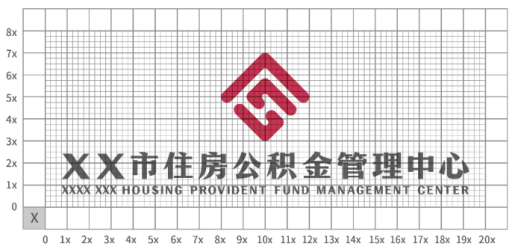 8x
7x
6x
5x
4x
3x
2x
1x
0
XX市住房公积金管理中心
XXXX XXX HOUSING PROVIDENT FUND MANAGEMENT CENTER
X
0 1x 2x 3x 4x 5x 6x 7x 8x 9x 10x 11x 12x 13x 14x 15x 16x 17x 18x 19x 20x